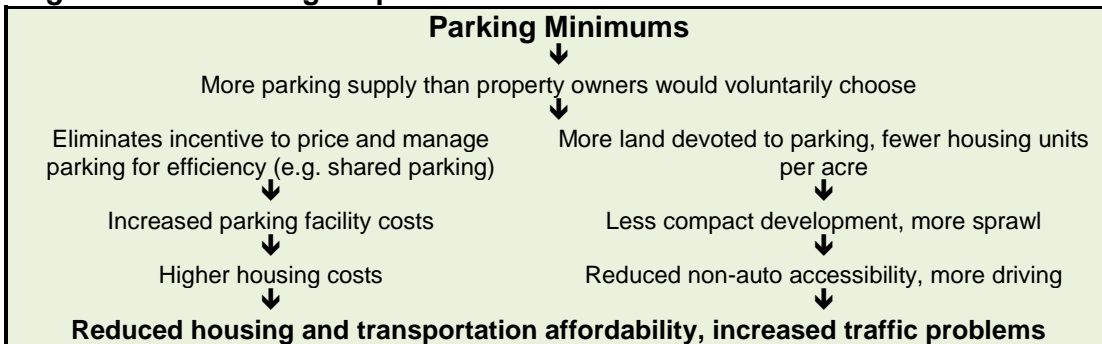 Parking Minimums
🡻
More parking supply than property owners would voluntarily choose
🡻
Eliminates incentive to price and manage
parking for efficiency (e.g. shared parking)
🡻
Increased parking facility costs
🡻
Higher housing costs
🡻
More land devoted to parking, fewer housing units
per acre
🡻
Less compact development, more sprawl
🡻
Reduced non-auto accessibility, more driving
🡻
Reduced housing and transportation affordability, increased traffic problems